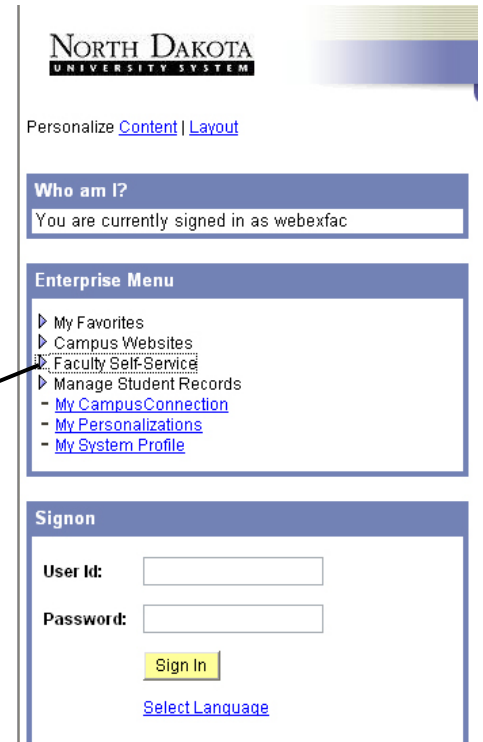 NORTH DAKOTA
UNIVERSITY SYSTEM
Personalize Content | Layout
Who am I?
You are currently signed in as webexfac
Enterprise Menu
My Favorites
Campus Websites
Faculty Self-Service
Manage Student Records
- My CampusConnection
- My Personalizations
- My System Profile
Signon
User Id:
Password:
Sign In
Select Language